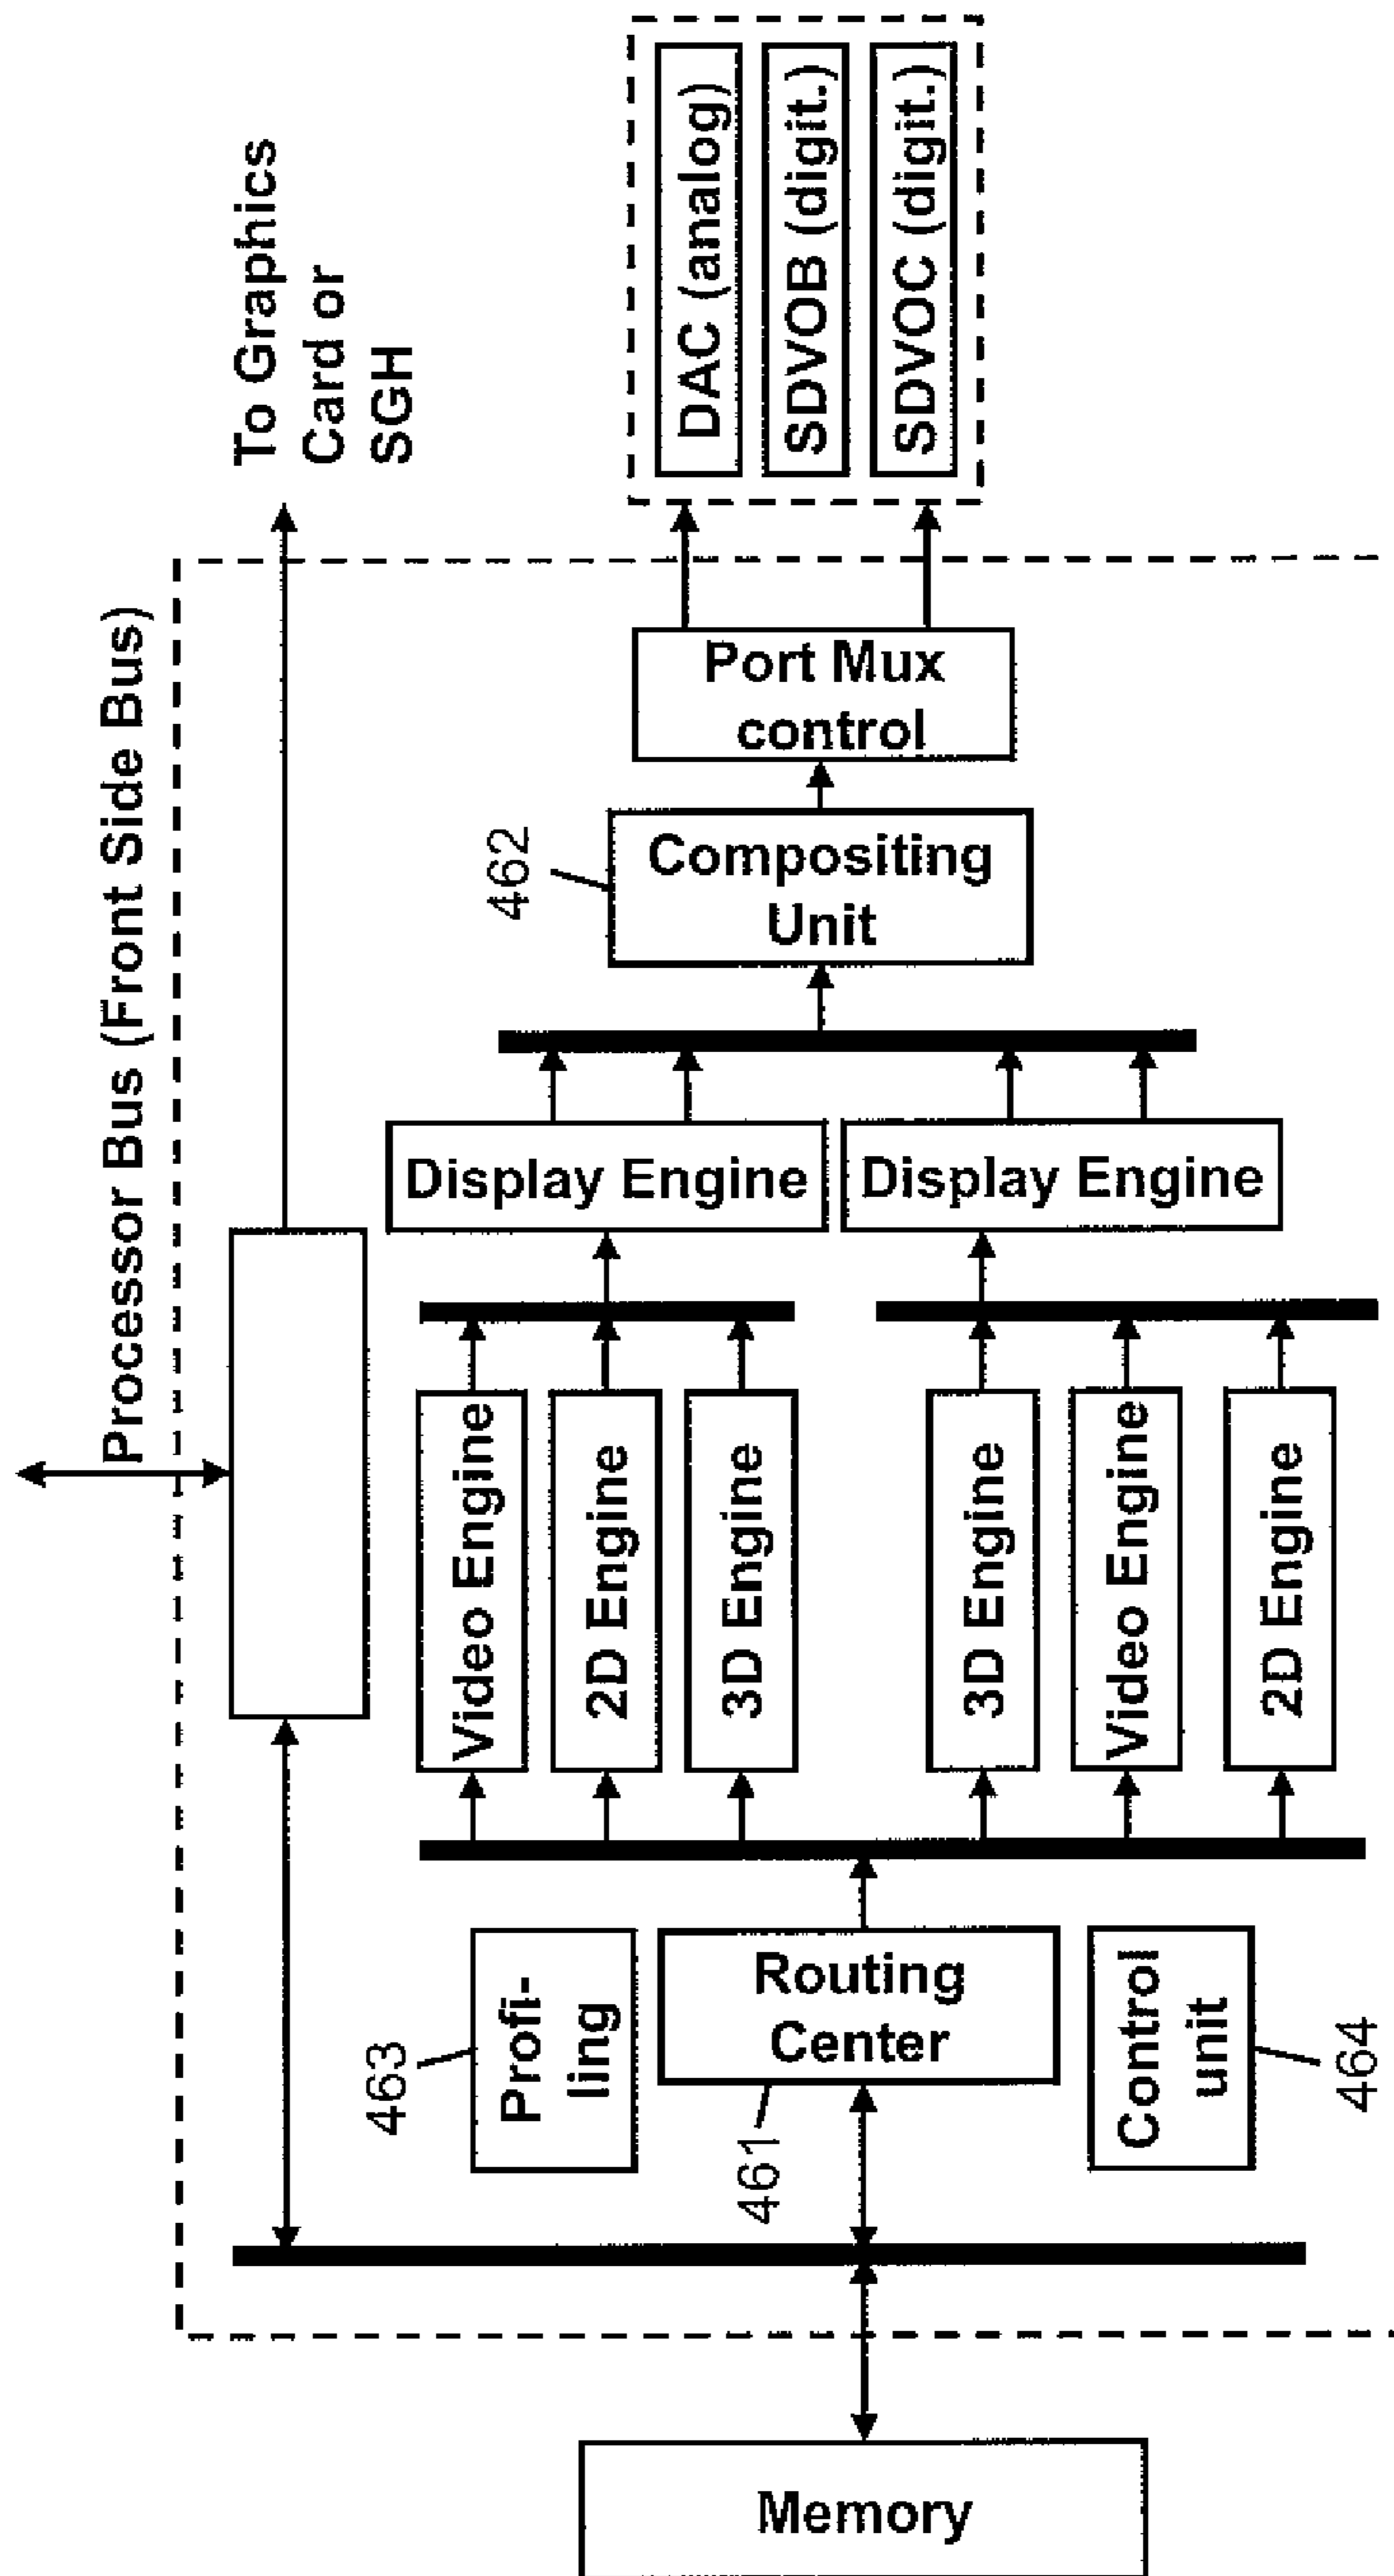 Processor Bus (Front Side Bus)
To Graphics
Card or
SGH
DAC (analog)
SDVOB (digit.)
SDVOC (digit.)
Port Mux
control
462
Compositing
Unit
Display Engine
Display Engine
Video Engine
2D Engine
3D Engine
3D Engine
Video Engine
2D Engine
463
Profi-
ling
Routing
Center
461
Control
unit
464
Memory